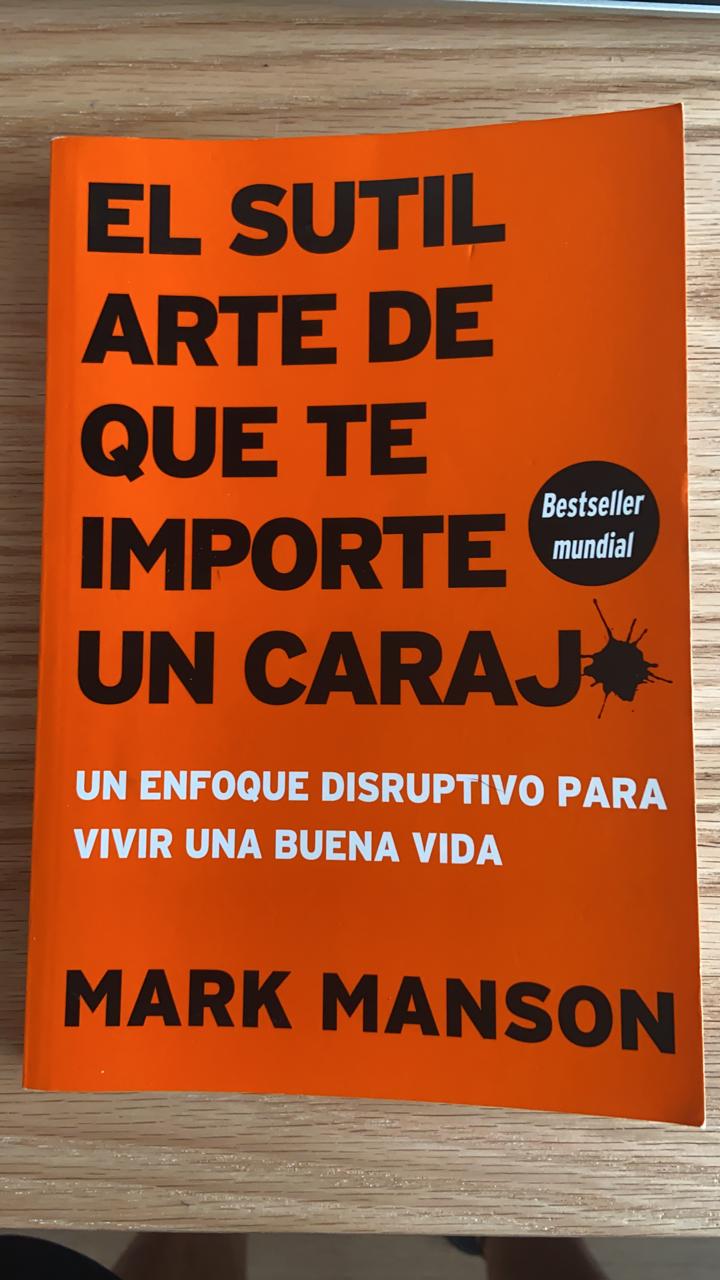 EL SUTIL
ARTE DE
QUE TE
IMPORTE
Bestseller
mundial
UN CARAJ
UN ENFOQUE DISRUPTIVO PARA
VIVIR UNA BUENA VIDA
MARK MANSON